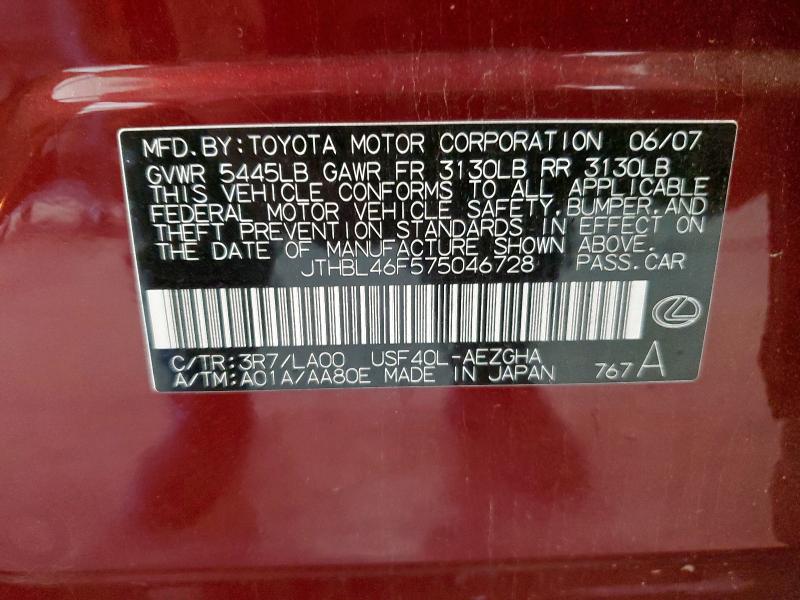 MFD. BY: TOYOTA MOTOR CORPORATION 06/07
GVWR 5445LB GAWR FR 3130LB RR 3130LB
THIS VEHICLE CONFORMS TO ALL APPLICABLE
FEDERAL MOTOR VEHICLE SAFETY, BUMPER, AND
THEFT PREVENTION STANDARDS IN EFFECT ON
THE DATE OF MANUFACTURE SHOWN ABOVE.
JTHBL46F575046728 PASS. CAR
C/TR: 3R7/LA00 USF40L-AEZGHA
A/TM: A01A/AA80E MADE IN JAPAN 767 A